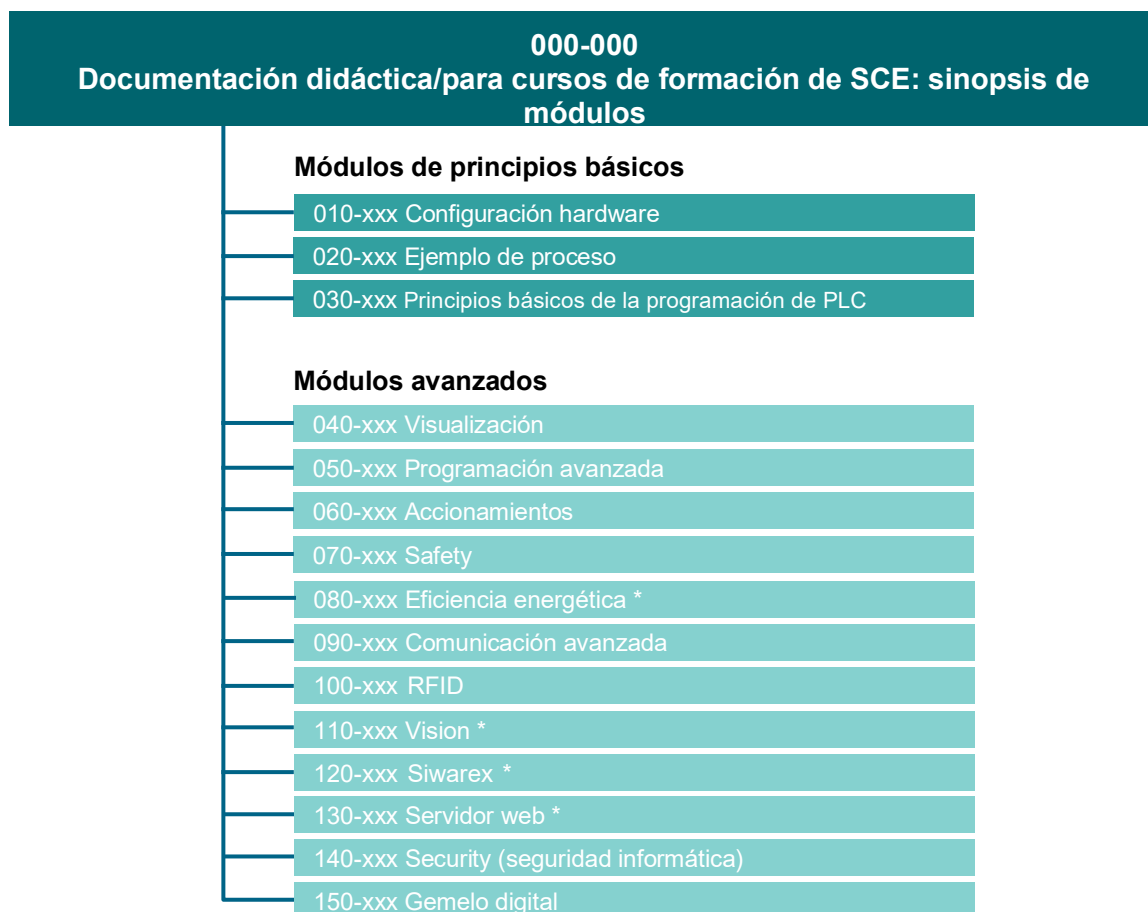 000-000
Documentación didáctica/para cursos de formación de SCE: sinopsis de
módulos
Módulos de principios básicos
010-xxx Configuración hardware
020-xxx Ejemplo de proceso
030-xxx Principios básicos de la programación de PLC
Módulos avanzados
040-xxx Visualización
050-xxx Programación avanzada
060-xxx Accionamientos
070-xxx Safety
080-xxx Eficiencia energética *
090-xxx Comunicación avanzada
100-xxx RFID
110-xxx Vision *
120-xxx Siwarex *
130-xxx Servidor web *
140-xxx Security (seguridad informática)
150-xxx Gemelo digital